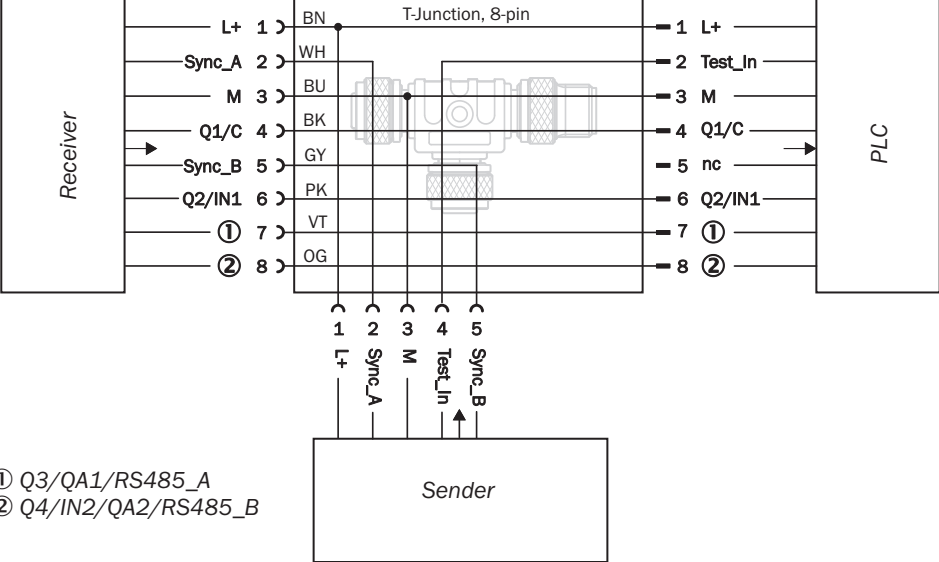 T-Junction, 8-pin
L+ 1 BN 1 L+
Sync_A 2 WH 2 Test_In
M 3 BU 3 M
Q1/C 4 BK 4 Q1/C
Sync_B 5 GY 5 nc
Q2/IN1 6 PK 6 Q2/IN1
① 7 VT 7 ①
② 8 OG 8 ②
Receiver
PLC
1 2 3 4 5
L+ Sync_A M Test_In Sync_B
Sender
① Q3/QA1/RS485_A
② Q4/IN2/QA2/RS485_B